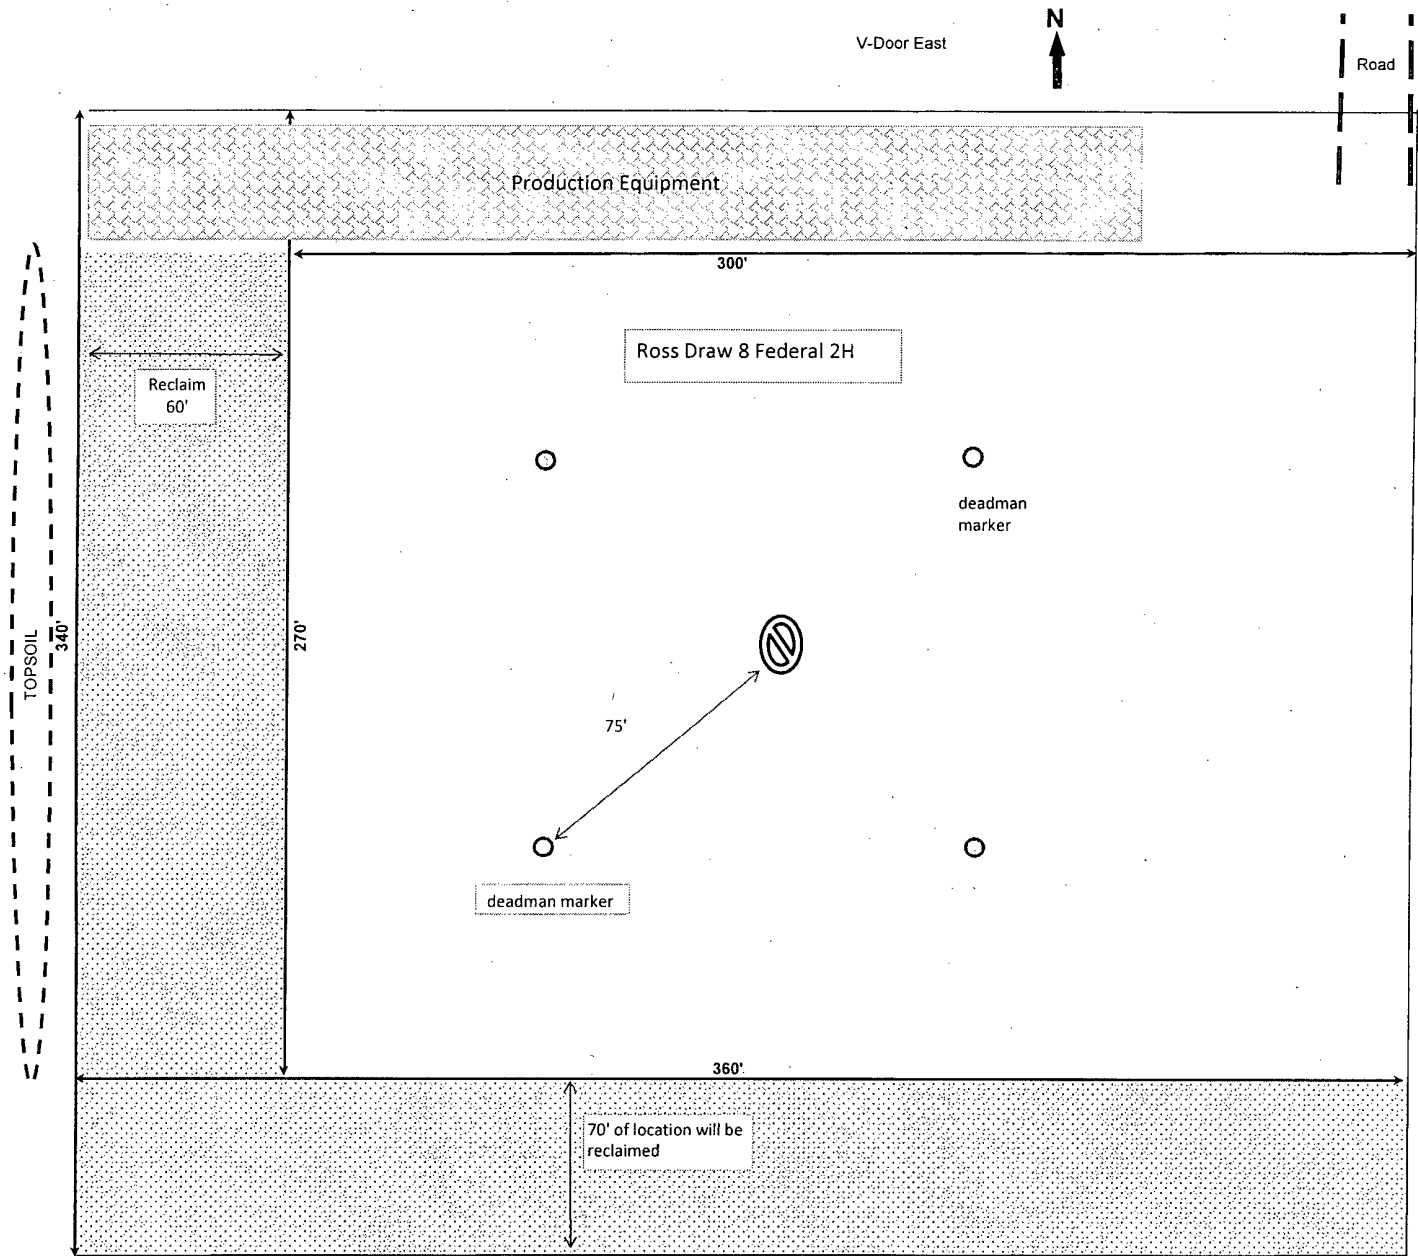 N
V-Door East
Road
Production Equipment
300'
Ross Draw 8 Federal 2H
Reclaim
60'
deadman
marker
TOPSOIL
340'
270'
75'
deadman marker
360'
70' of location will be
reclaimed